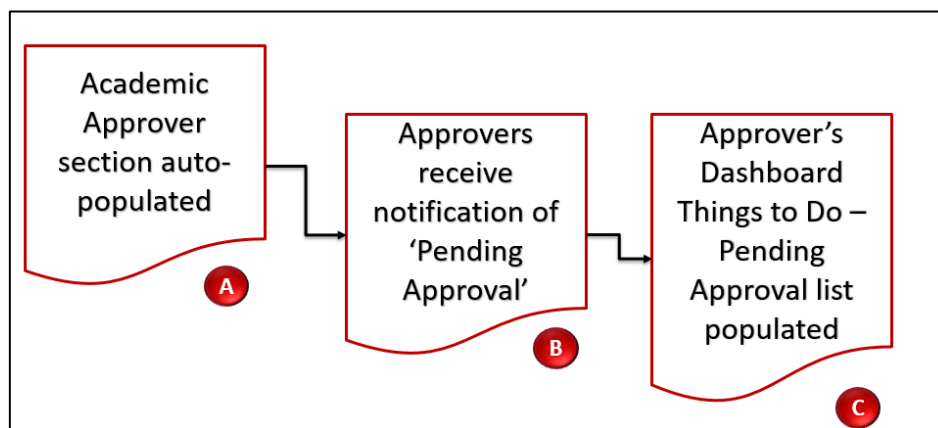 Academic
Approver
section auto-
populated
A
Approvers
receive
notification of
‘Pending
Approval’
B
Approver’s
Dashboard
Things to Do –
Pending
Approval list
populated
C